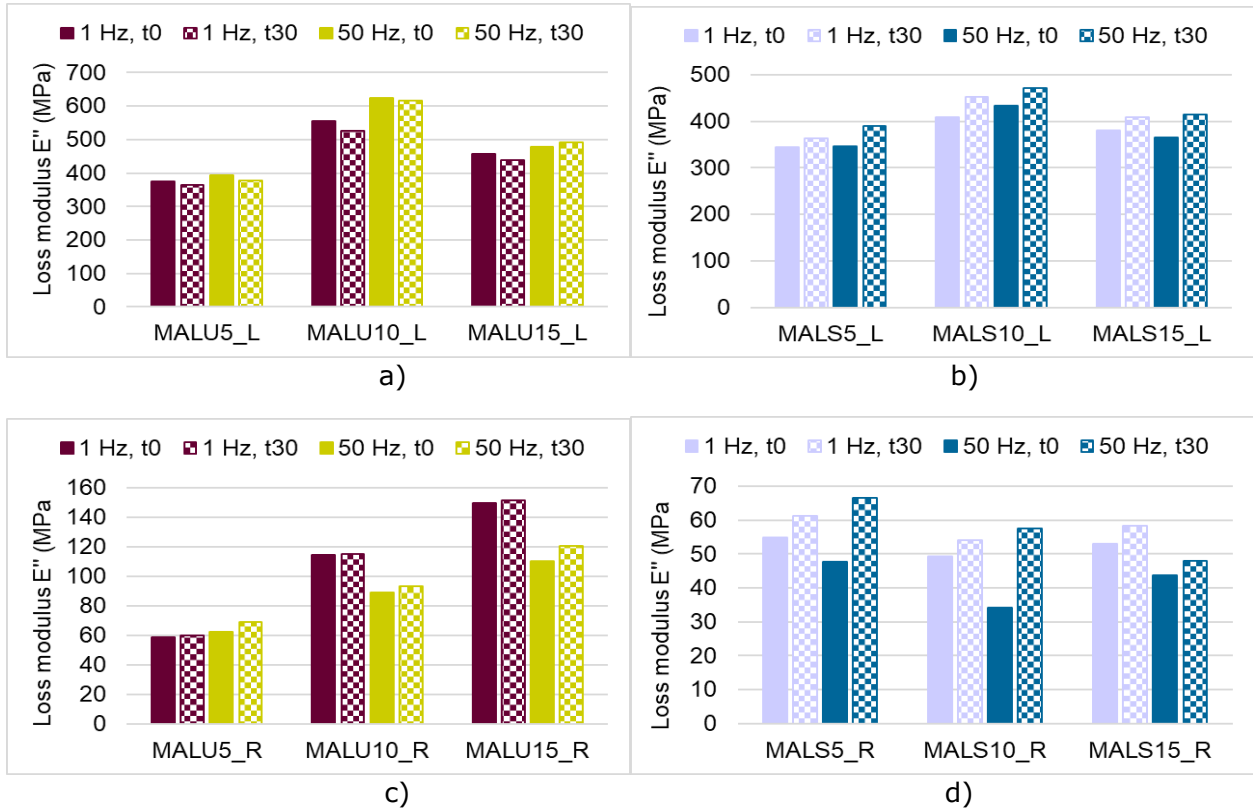 1 Hz, t0 1 Hz, t30 50 Hz, t0 50 Hz, t30
Loss modulus E" (MPa)
700
600
500
400
300
200
100
0
MALU5_L MALU10_L MALU15_L
a)
1 Hz, t0 1 Hz, t30 50 Hz, t0 50 Hz, t30
Loss modulus E" (MPa)
500
400
300
200
100
0
MALS5_L MALS10_L MALS15_L
b)
1 Hz, t0 1 Hz, t30 50 Hz, t0 50 Hz, t30
Loss modulus E" (MPa
160
140
120
100
80
60
40
20
0
MALU5_R MALU10_R MALU15_R
c)
1 Hz, t0 1 Hz, t30 50 Hz, t0 50 Hz, t30
Loss modulus E" (MPa
70
60
50
40
30
20
10
0
MALS5_R MALS10_R MALS15_R
d)